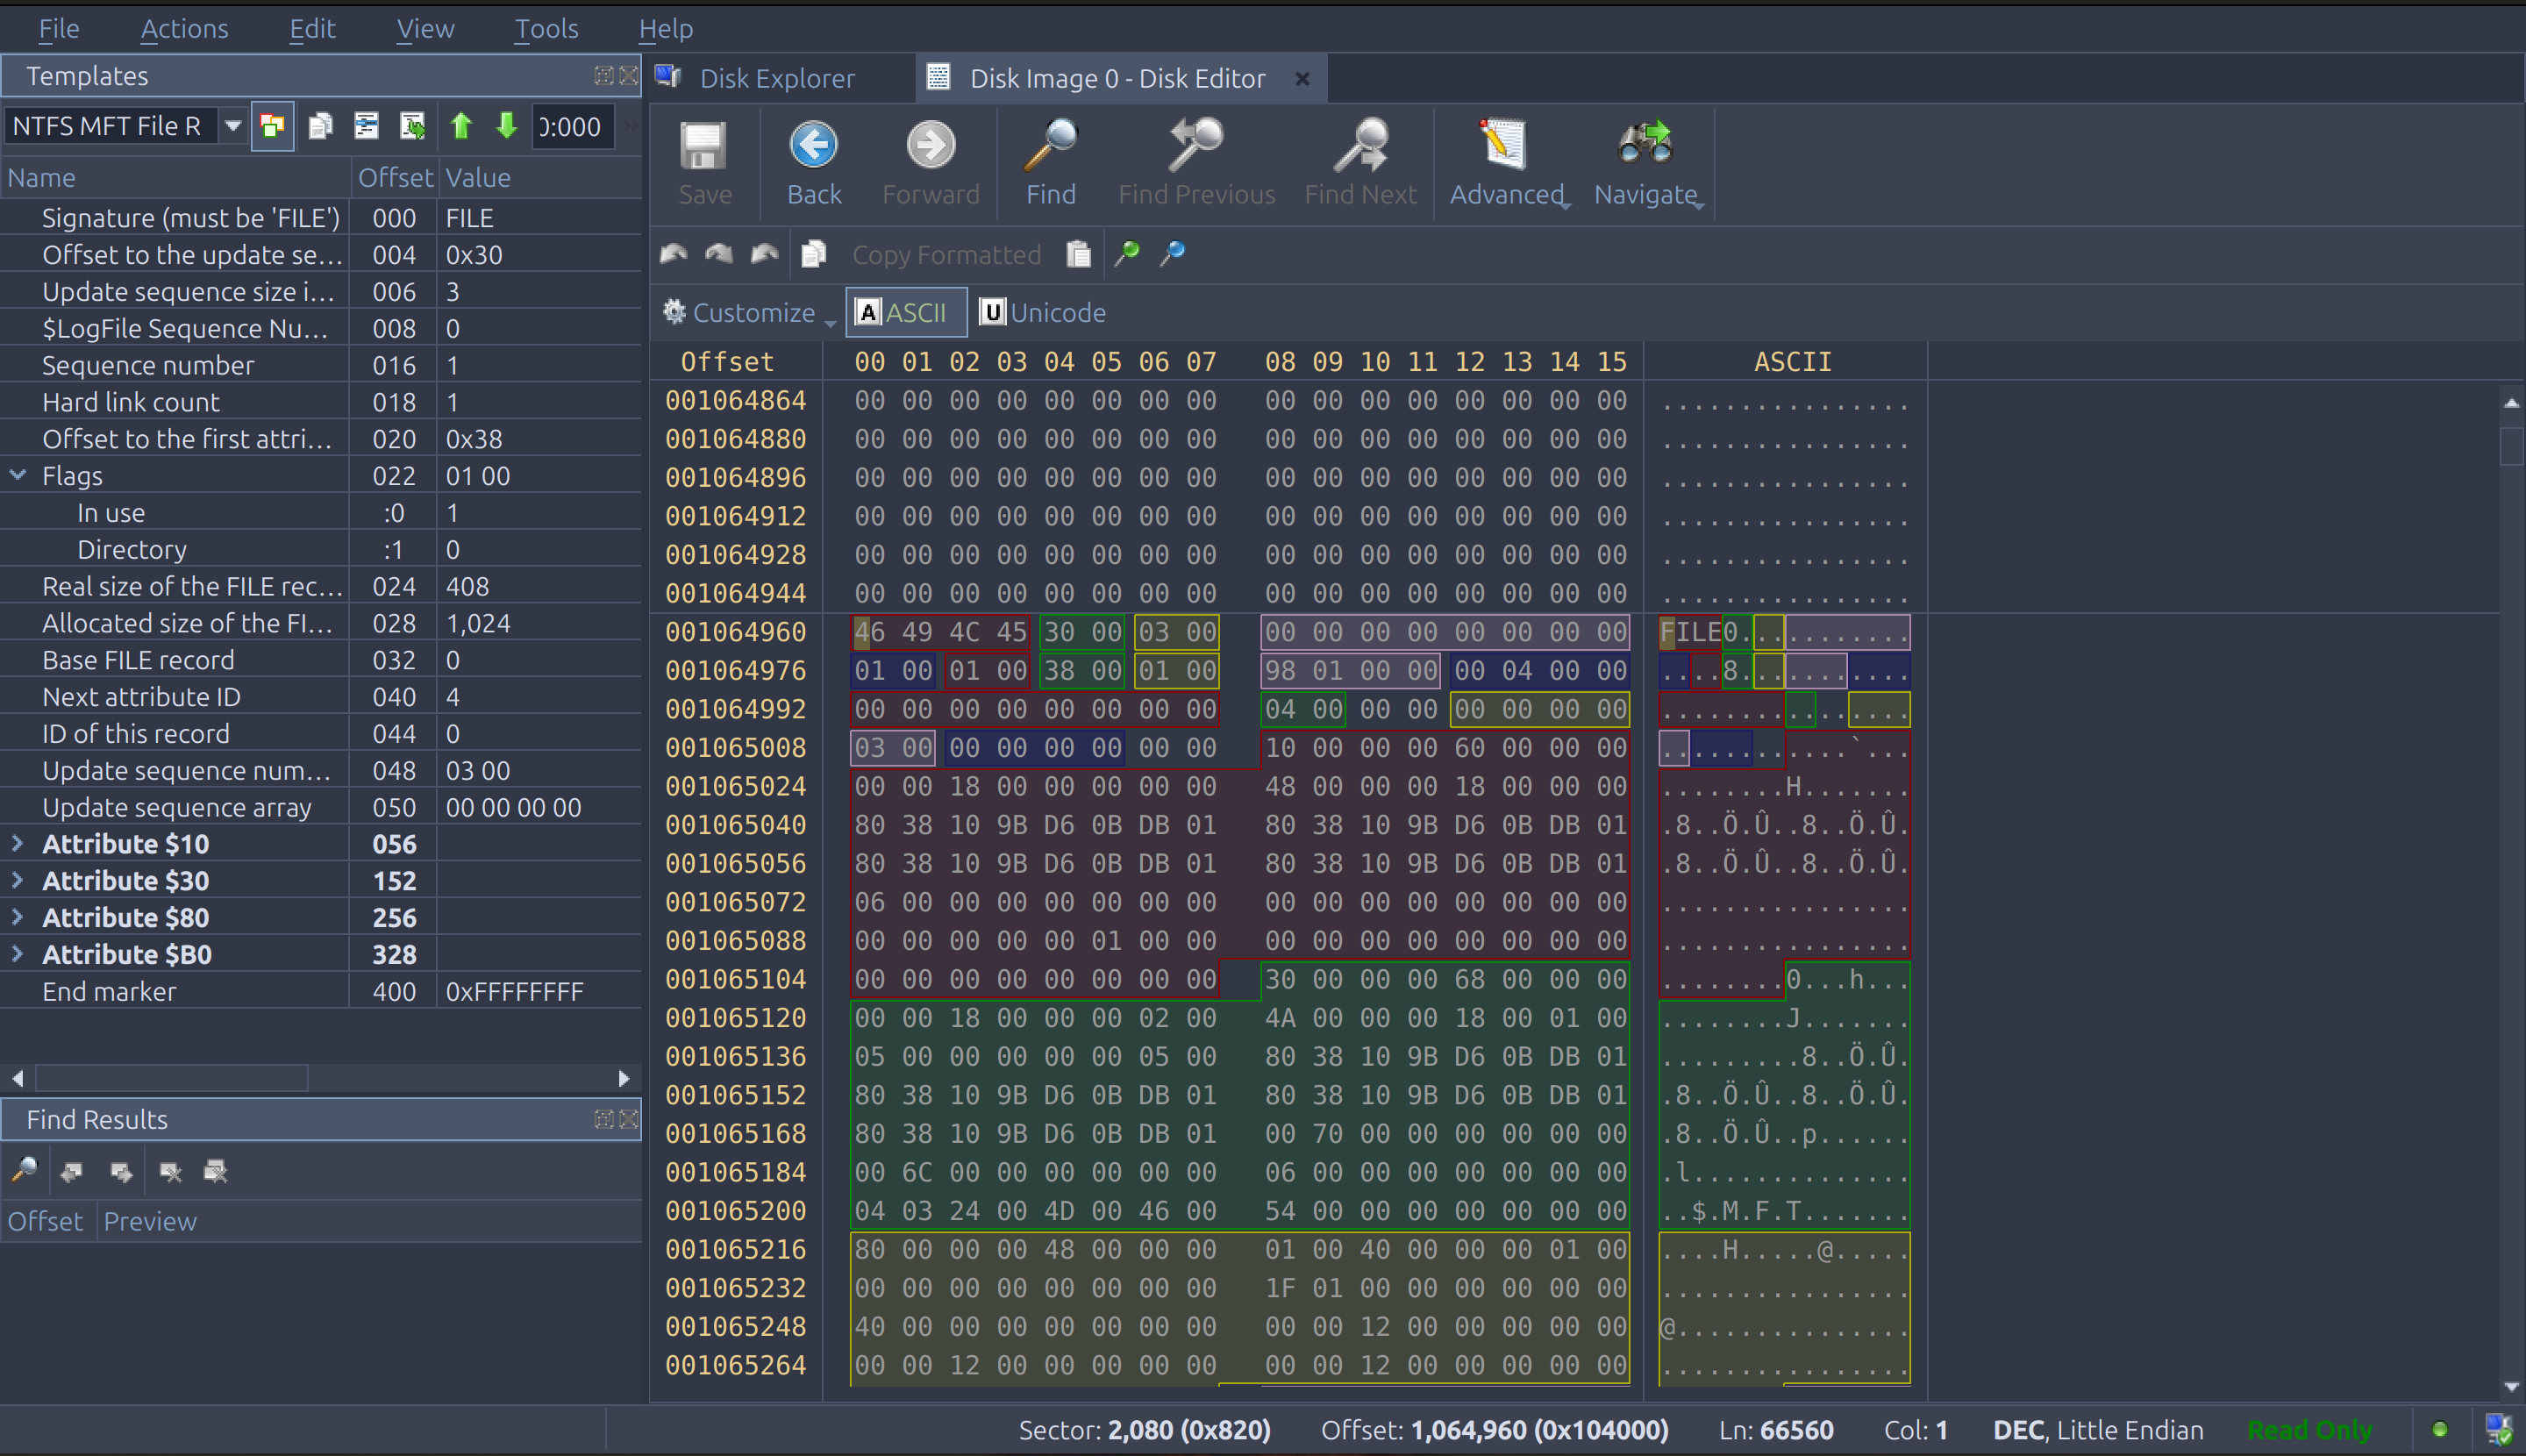 File Actions Edit View Tools Help
Templates
NTFS MFT File R
0:000
Name Offset Value
Signature (must be 'FILE') 000 FILE
Offset to the update se... 004 0x30
Update sequence size i... 006 3
$LogFile Sequence Nu... 008 0
Sequence number 016 1
Hard link count 018 1
Offset to the first attri... 020 0x38
Flags 022 01 00
In use :0 1
Directory :1 0
Real size of the FILE rec... 024 408
Allocated size of the FI... 028 1,024
Base FILE record 032 0
Next attribute ID 040 4
ID of this record 044 0
Update sequence num... 048 03 00
Update sequence array 050 00 00 00 00
Attribute $10 056
Attribute $30 152
Attribute $80 256
Attribute $B0 328
End marker 400 0xFFFFFFFF
Find Results
Offset Preview
Disk Explorer Disk Image 0 - Disk Editor
Save Back Forward Find Find Previous Find Next Advanced Navigate
Copy Formatted
Customize A ASCII U Unicode
Offset 00 01 02 03 04 05 06 07 08 09 10 11 12 13 14 15 ASCII
001064864 00 00 00 00 00 00 00 00 00 00 00 00 00 00 00 00 ................
001064880 00 00 00 00 00 00 00 00 00 00 00 00 00 00 00 00 ................
001064896 00 00 00 00 00 00 00 00 00 00 00 00 00 00 00 00 ................
001064912 00 00 00 00 00 00 00 00 00 00 00 00 00 00 00 00 ................
001064928 00 00 00 00 00 00 00 00 00 00 00 00 00 00 00 00 ................
001064944 00 00 00 00 00 00 00 00 00 00 00 00 00 00 00 00 ................
001064960 46 49 4C 45 30 00 03 00 00 00 00 00 00 00 00 00 FILE0...........
001064976 01 00 01 00 38 00 01 00 98 01 00 00 00 04 00 00 ....8...........
001064992 00 00 00 00 00 00 00 00 04 00 00 00 00 00 00 00 ................
001065008 03 00 00 00 00 00 00 00 10 00 00 00 60 00 00 00 ............`...
001065024 00 00 18 00 00 00 00 00 48 00 00 00 18 00 00 00 ........H.......
001065040 80 38 10 9B D6 0B DB 01 80 38 10 9B D6 0B DB 01 .8..Ö.Û..8..Ö.Û.
001065056 80 38 10 9B D6 0B DB 01 80 38 10 9B D6 0B DB 01 .8..Ö.Û..8..Ö.Û.
001065072 06 00 00 00 00 00 00 00 00 00 00 00 00 00 00 00 ................
001065088 00 00 00 00 00 01 00 00 00 00 00 00 00 00 00 00 ................
001065104 00 00 00 00 00 00 00 00 30 00 00 00 68 00 00 00 ........0...h...
001065120 00 00 18 00 00 00 02 00 4A 00 00 00 18 00 01 00 ........J.......
001065136 05 00 00 00 00 00 05 00 80 38 10 9B D6 0B DB 01 .........8..Ö.Û.
001065152 80 38 10 9B D6 0B DB 01 80 38 10 9B D6 0B DB 01 .8..Ö.Û..8..Ö.Û.
001065168 80 38 10 9B D6 0B DB 01 00 70 00 00 00 00 00 00 .8..Ö.Û..p......
001065184 00 6C 00 00 00 00 00 00 06 00 00 00 00 00 00 00 .l..............
001065200 04 03 24 00 4D 00 46 00 54 00 00 00 00 00 00 00 ..$.M.F.T.......
001065216 80 00 00 00 48 00 00 00 01 00 40 00 00 00 01 00 ....H.....@.....
001065232 00 00 00 00 00 00 00 00 1F 01 00 00 00 00 00 00 ................
001065248 40 00 00 00 00 00 00 00 00 00 12 00 00 00 00 00 @...............
001065264 00 00 12 00 00 00 00 00 00 00 12 00 00 00 00 00 ................
Sector: 2,080 (0x820) Offset: 1,064,960 (0x104000) Ln: 66560 Col: 1 DEC, Little Endian Read Only